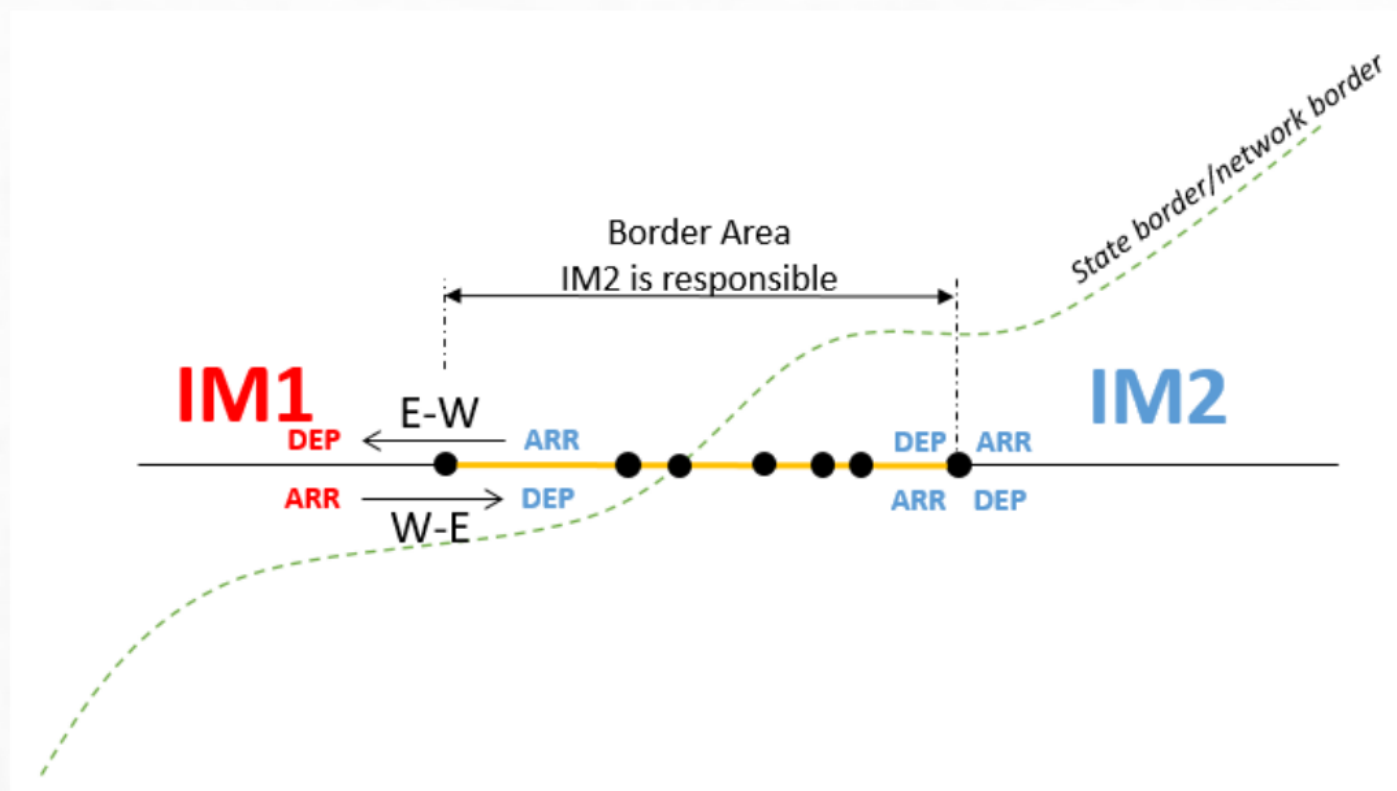 State border/network border
Border Area
IM2 is responsible
IM1
IM2
E-W
DEP
ARR
DEP
ARR
ARR
DEP
ARR
DEP
W-E